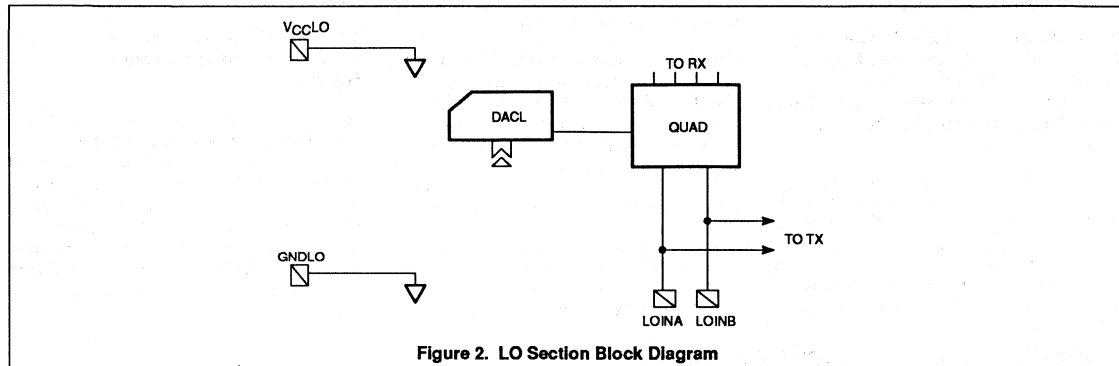 VCCLO
TO RX
DACL
QUAD
TO TX
GNDLO
LOINA LOINB
Figure 2. LO Section Block Diagram